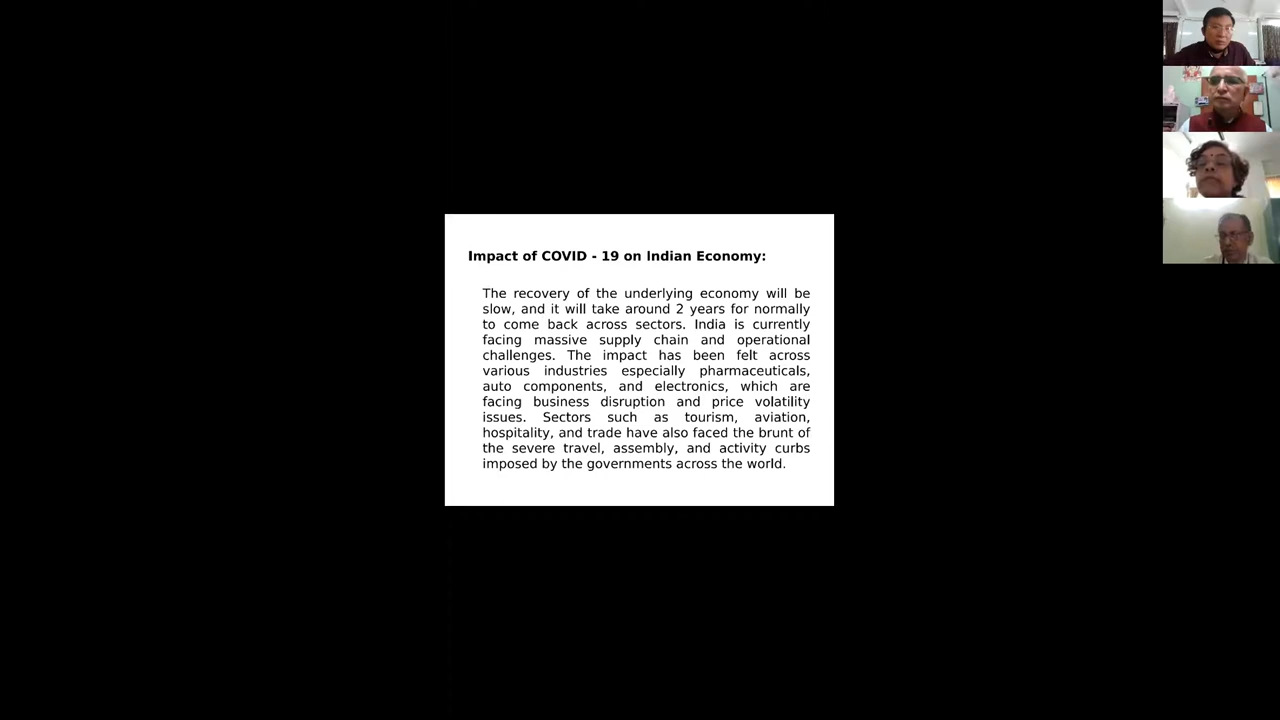 Impact of COVID - 19 on Indian Economy:
The recovery of the underlying economy will be
slow, and it will take around 2 years for normally
to come back across sectors. India is currently
facing massive supply chain and operational
challenges. The impact has been felt across
various industries especially pharmaceuticals,
auto components, and electronics, which are
facing business disruption and price volatility
issues. Sectors such as tourism, aviation,
hospitality, and trade have also faced the brunt of
the severe travel, assembly, and activity curbs
imposed by the governments across the world.